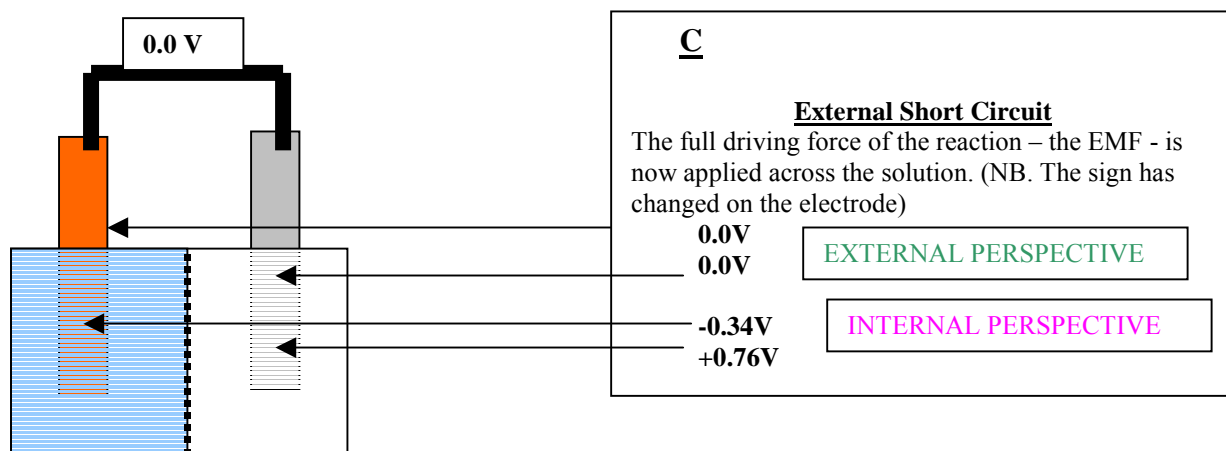 0.0 V
C
External Short Circuit
The full driving force of the reaction – the EMF - is
now applied across the solution. (NB. The sign has
changed on the electrode)
0.0V
0.0V
EXTERNAL PERSPECTIVE
-0.34V
+0.76V
INTERNAL PERSPECTIVE